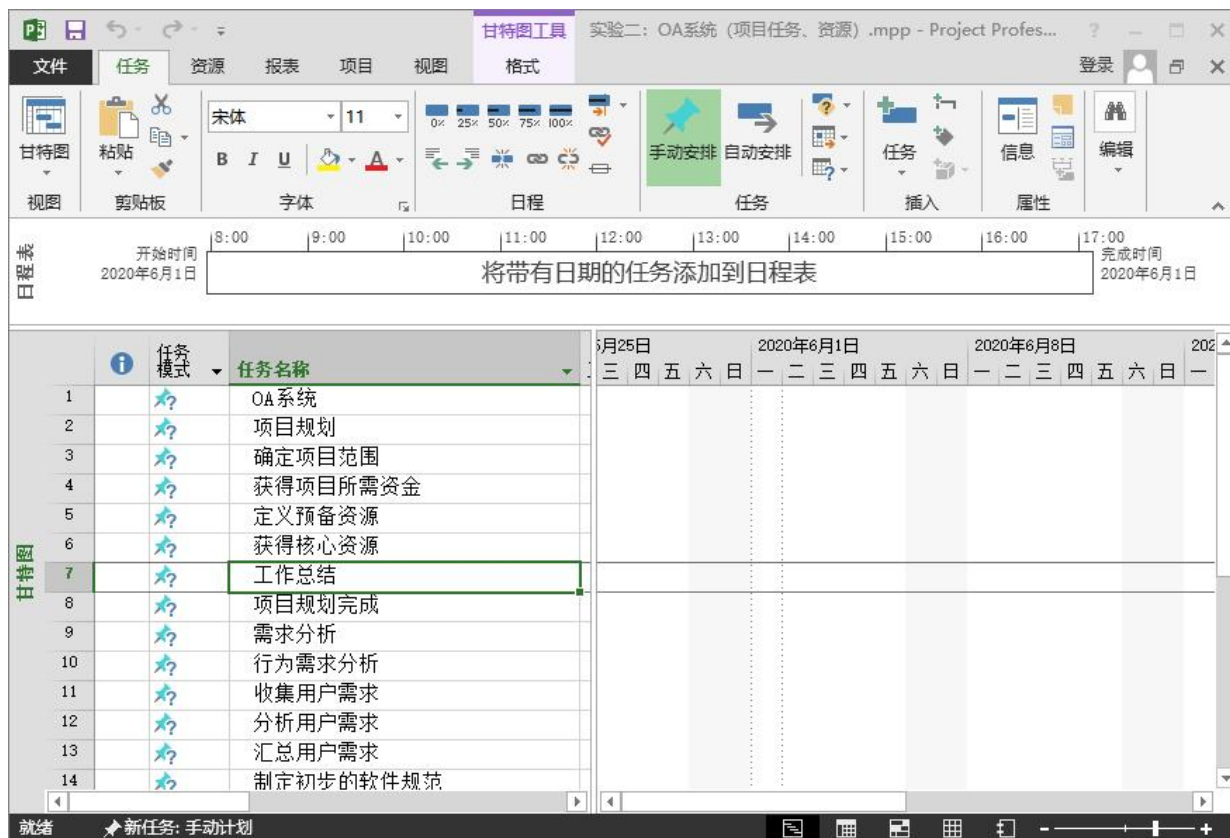 甘特图工具 实验二：OA系统（项目任务、资源）.mpp - Project Profes...
文件 任务 资源 报表 项目 视图 格式 登录
宋体 11
0% 25% 50% 75% 100%
甘特图 粘贴 B I U A 手动安排 自动安排 任务 信息 编辑
视图 剪贴板 字体 日程 任务 插入 属性
日程表
8:00 9:00 10:00 11:00 12:00 13:00 14:00 15:00 16:00 17:00
开始时间 完成时间
2020年6月1日 将带有日期的任务添加到日程表 2020年6月1日
5月25日 2020年6月1日 2020年6月8日 202
任务模式 任务名称 三 四 五 六 日 一 二 三 四 五 六 日 一 二 三 四 五 六 日 一
甘特图
1 OA系统
2 项目规划
3 确定项目范围
4 获得项目所需资金
5 定义预备资源
6 获得核心资源
7 工作总结
8 项目规划完成
9 需求分析
10 行为需求分析
11 收集用户需求
12 分析用户需求
13 汇总用户需求
14 制定初步的软件规范
就绪 新任务: 手动计划